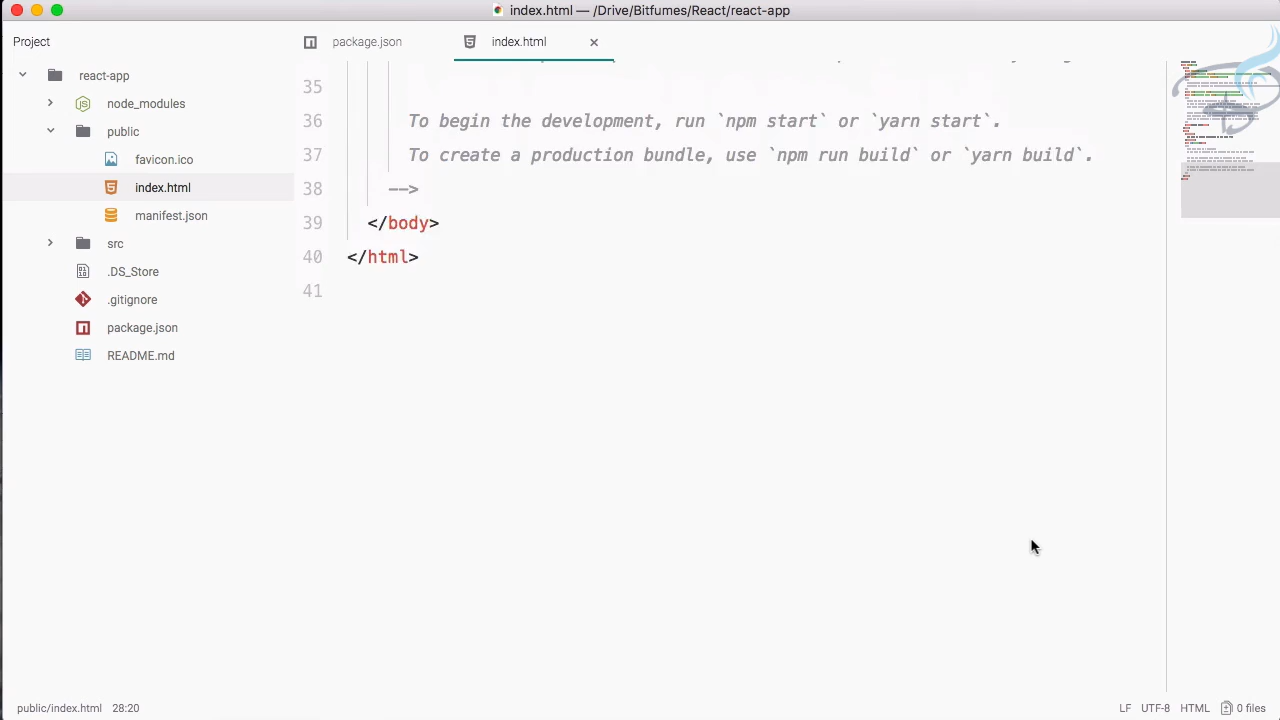 index.html — /Drive/Bitfumes/React/react-app
Project
package.json
index.html
react-app
node_modules
public
favicon.ico
index.html
manifest.json
src
.DS_Store
.gitignore
package.json
README.md
35
36 To begin the development, run `npm start` or `yarn start`.
37 To create a production bundle, use `npm run build` or `yarn build`.
38 -->
39 </body>
40 </html>
41
public/index.html 28:20
LF UTF-8 HTML 0 files